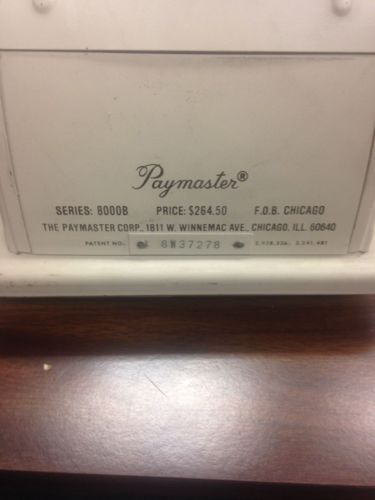 Paymaster®
SERIES: 8000B PRICE: $264.50 F.O.B. CHICAGO
THE PAYMASTER CORP., 1811 W. WINNEMAC AVE., CHICAGO, ILL. 60640
PATENT NO. 8W37278